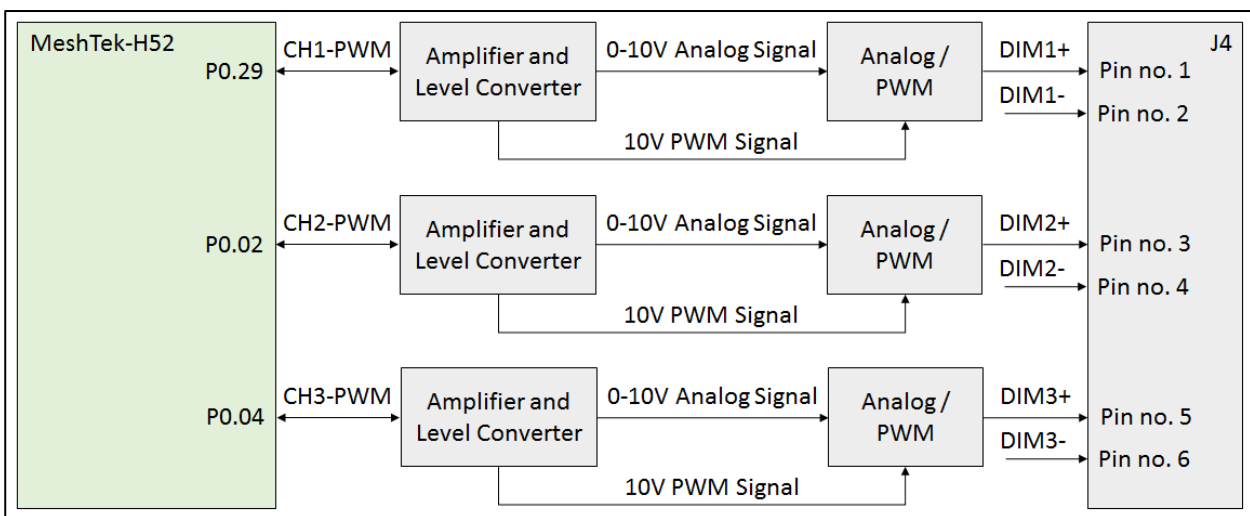 MeshTek-H52
J4
P0.29
CH1-PWM
Amplifier and
Level Converter
0-10V Analog Signal
10V PWM Signal
Analog /
PWM
DIM1+
DIM1-
Pin no. 1
Pin no. 2
P0.02
CH2-PWM
Amplifier and
Level Converter
0-10V Analog Signal
10V PWM Signal
Analog /
PWM
DIM2+
DIM2-
Pin no. 3
Pin no. 4
P0.04
CH3-PWM
Amplifier and
Level Converter
0-10V Analog Signal
10V PWM Signal
Analog /
PWM
DIM3+
DIM3-
Pin no. 5
Pin no. 6